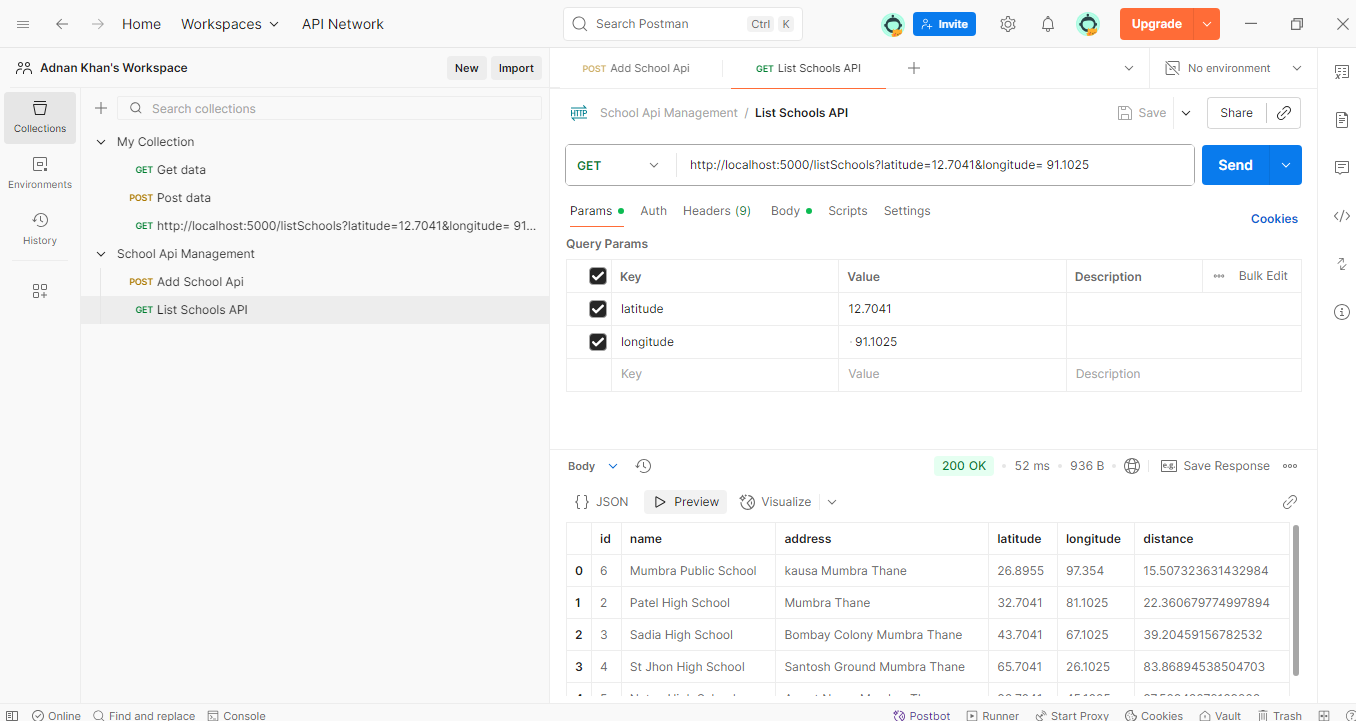 Home Workspaces API Network Search Postman Ctrl K Invite Upgrade
Adnan Khan's Workspace New Import POST Add School Api GET List Schools API No environment
Collections
Environments
History
Search collections
My Collection
GET Get data
POST Post data
GET http://localhost:5000/listSchools?latitude=12.7041&longitude= 91...
School Api Management
POST Add School Api
GET List Schools API
HTTP School Api Management / List Schools API Save Share
GET http://localhost:5000/listSchools?latitude=12.7041&longitude= 91.1025 Send
Params Auth Headers (9) Body Scripts Settings Cookies
Query Params
Key Value Description Bulk Edit
latitude 12.7041
longitude 91.1025
Key Value Description
Body 200 OK 52 ms 936 B e.g. Save Response
{} JSON Preview Visualize
id name address latitude longitude distance
0 6 Mumbra Public School kausa Mumbra Thane 26.8955 97.354 15.507323631432984
1 2 Patel High School Mumbra Thane 32.7041 81.1025 22.360679774997894
2 3 Sadia High School Bombay Colony Mumbra Thane 43.7041 67.1025 39.20459156782532
3 4 St Jhon High School Santosh Ground Mumbra Thane 65.7041 26.1025 83.86894538504703
Online Find and replace Console Postbot Runner Start Proxy Cookies Vault Trash